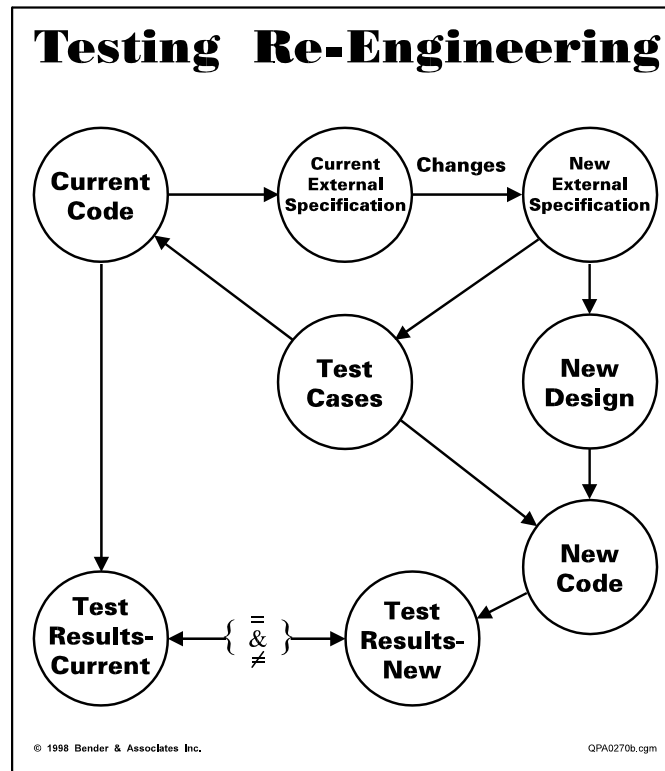 Testing Re-Engineering
Current
Code
Current
External
Specification
Changes
New
External
Specification
Test
Cases
New
Design
New
Code
Test
Results-
Current
{ = & ≠ }
Test
Results-
New
© 1998 Bender & Associates Inc.
QPA0270b.cgm